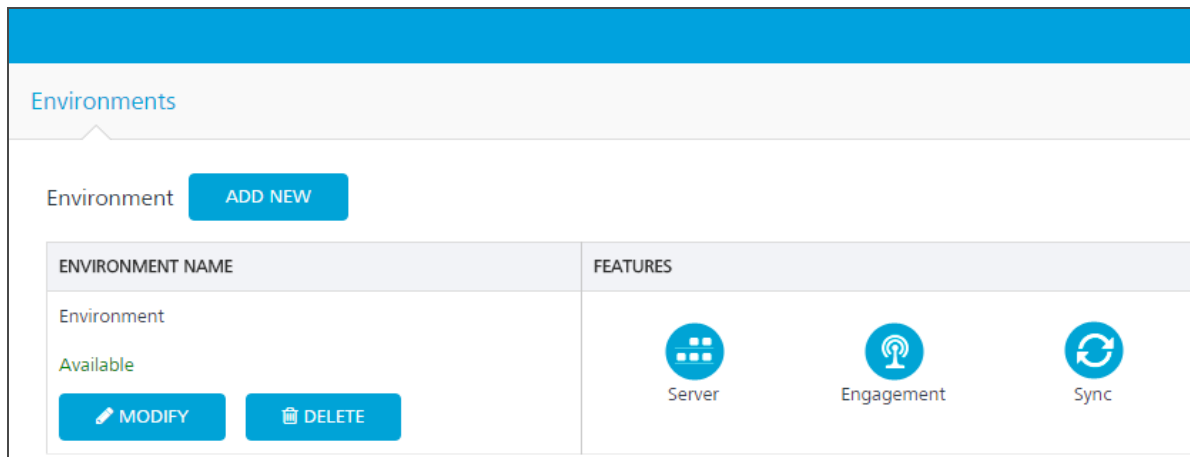 Environments
Environment ADD NEW
ENVIRONMENT NAME FEATURES
Environment
Available
Server Engagement Sync
MODIFY DELETE